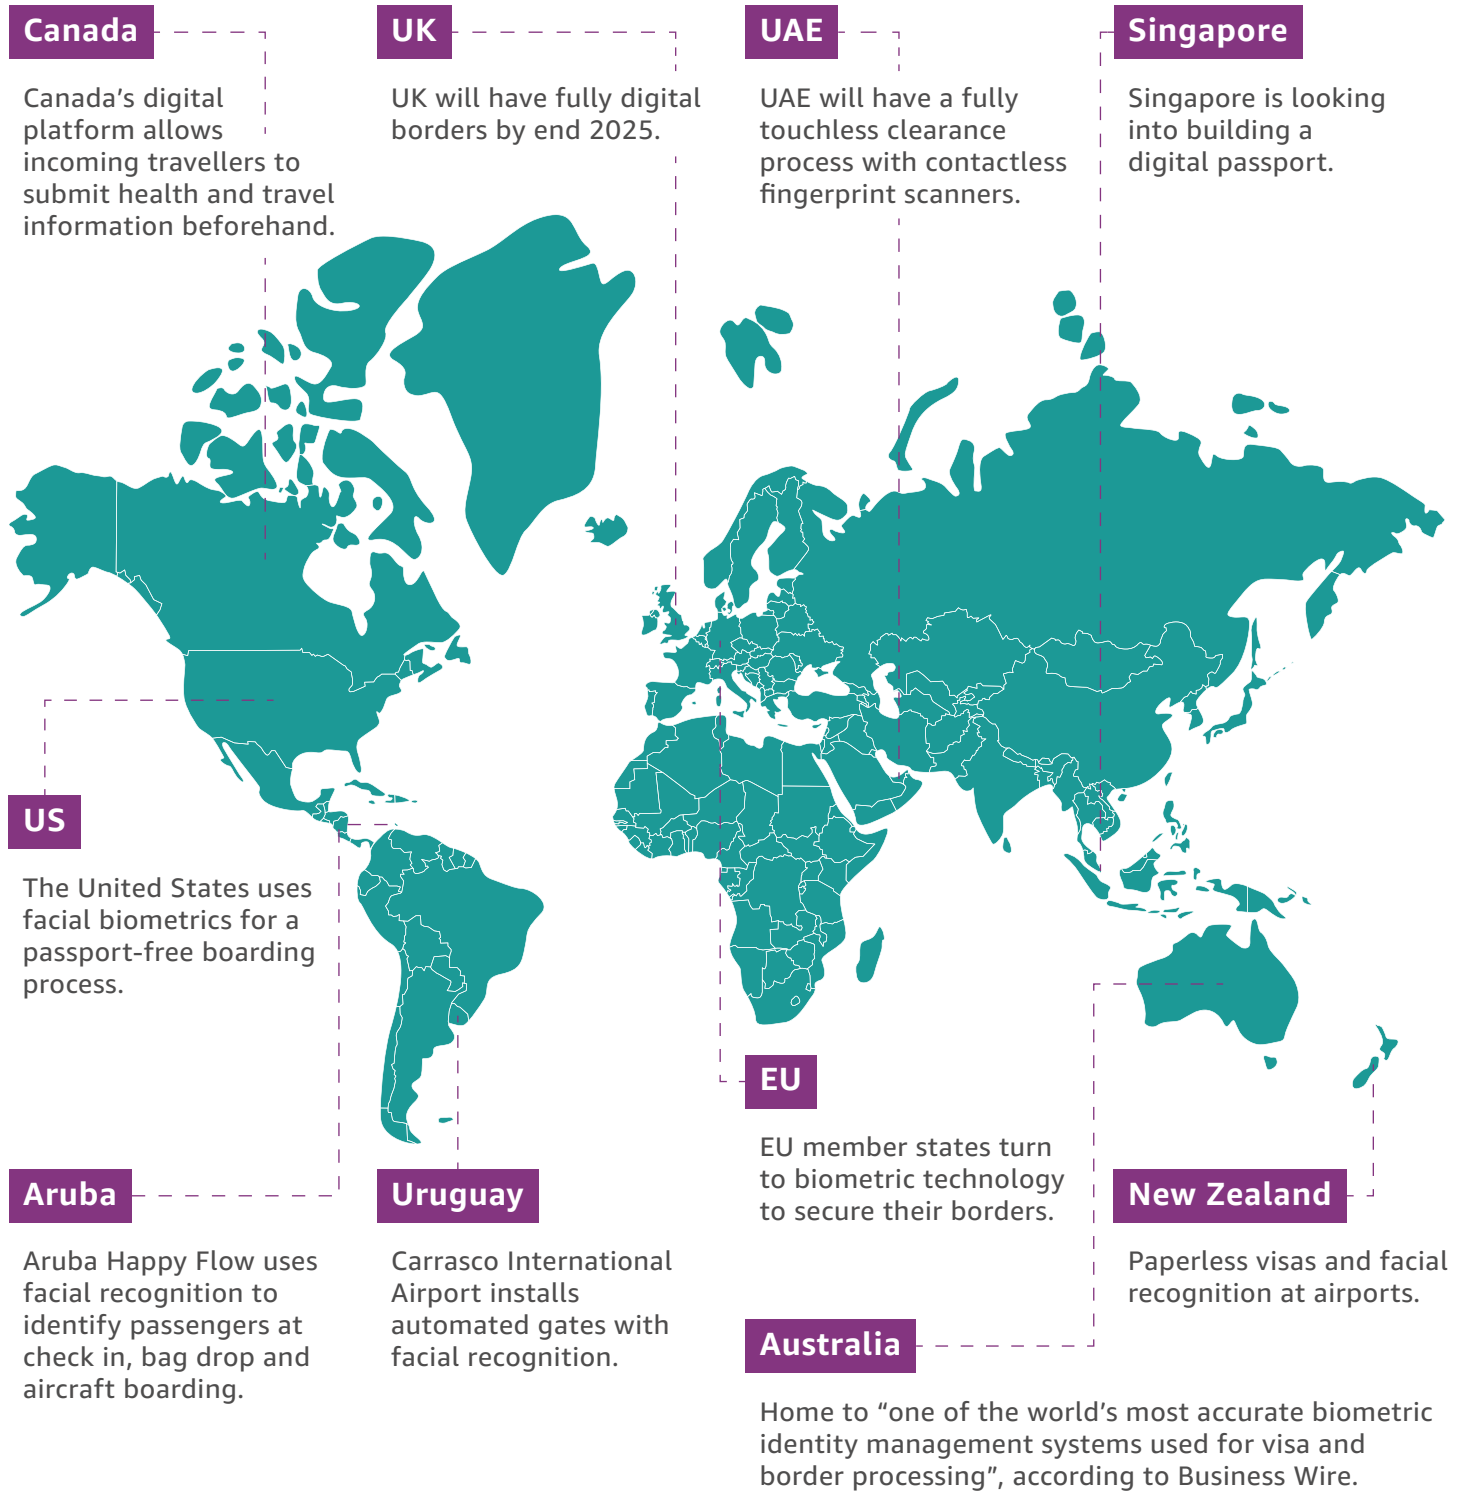 Canada
Canada’s digital
platform allows
incoming travellers to
submit health and travel
information beforehand.
UK
UK will have fully digital
borders by end 2025.
UAE
UAE will have a fully
touchless clearance
process with contactless
fingerprint scanners.
Singapore
Singapore is looking
into building a
digital passport.
US
The United States uses
facial biometrics for a
passport-free boarding
process.
EU
EU member states turn
to biometric technology
to secure their borders.
Aruba
Aruba Happy Flow uses
facial recognition to
identify passengers at
check in, bag drop and
aircraft boarding.
Uruguay
Carrasco International
Airport installs
automated gates with
facial recognition.
New Zealand
Paperless visas and facial
recognition at airports.
Australia
Home to “one of the world’s most accurate biometric
identity management systems used for visa and
border processing”, according to Business Wire.